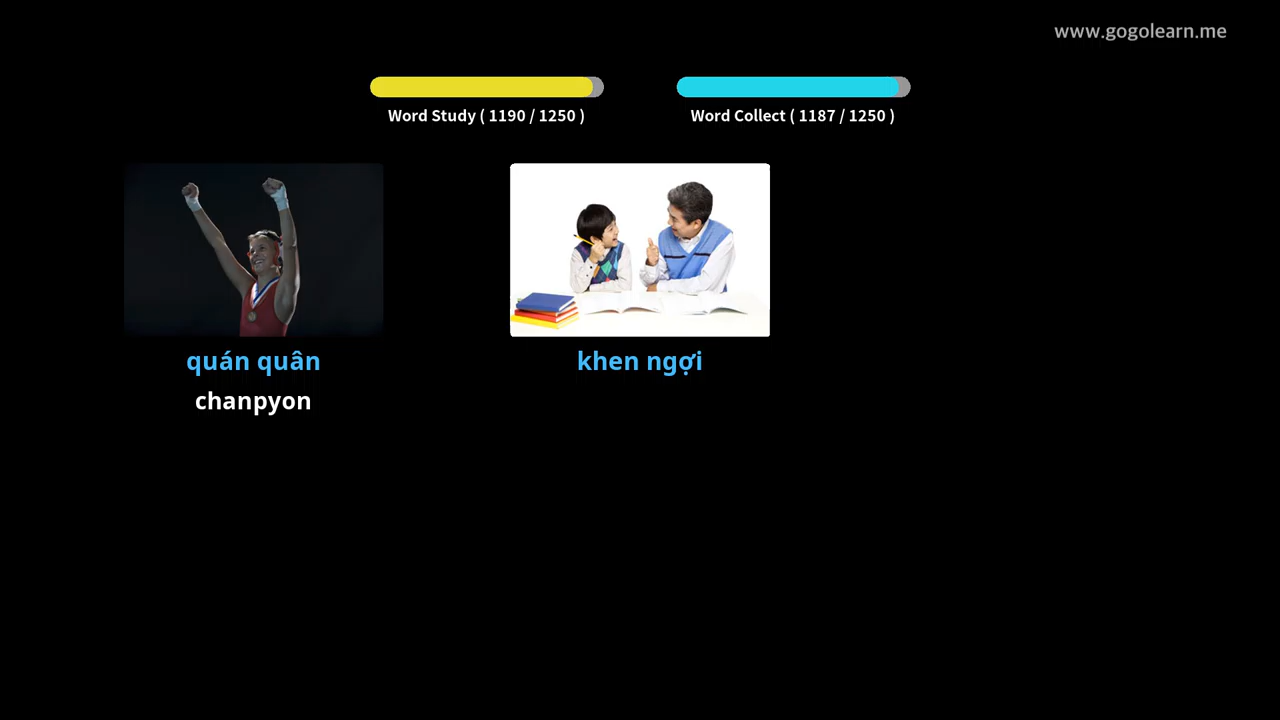 www.gogolearn.me
Word Study ( 1190 / 1250 )
Word Collect ( 1187 / 1250 )
quán quân
khen ngợi
chanpyon